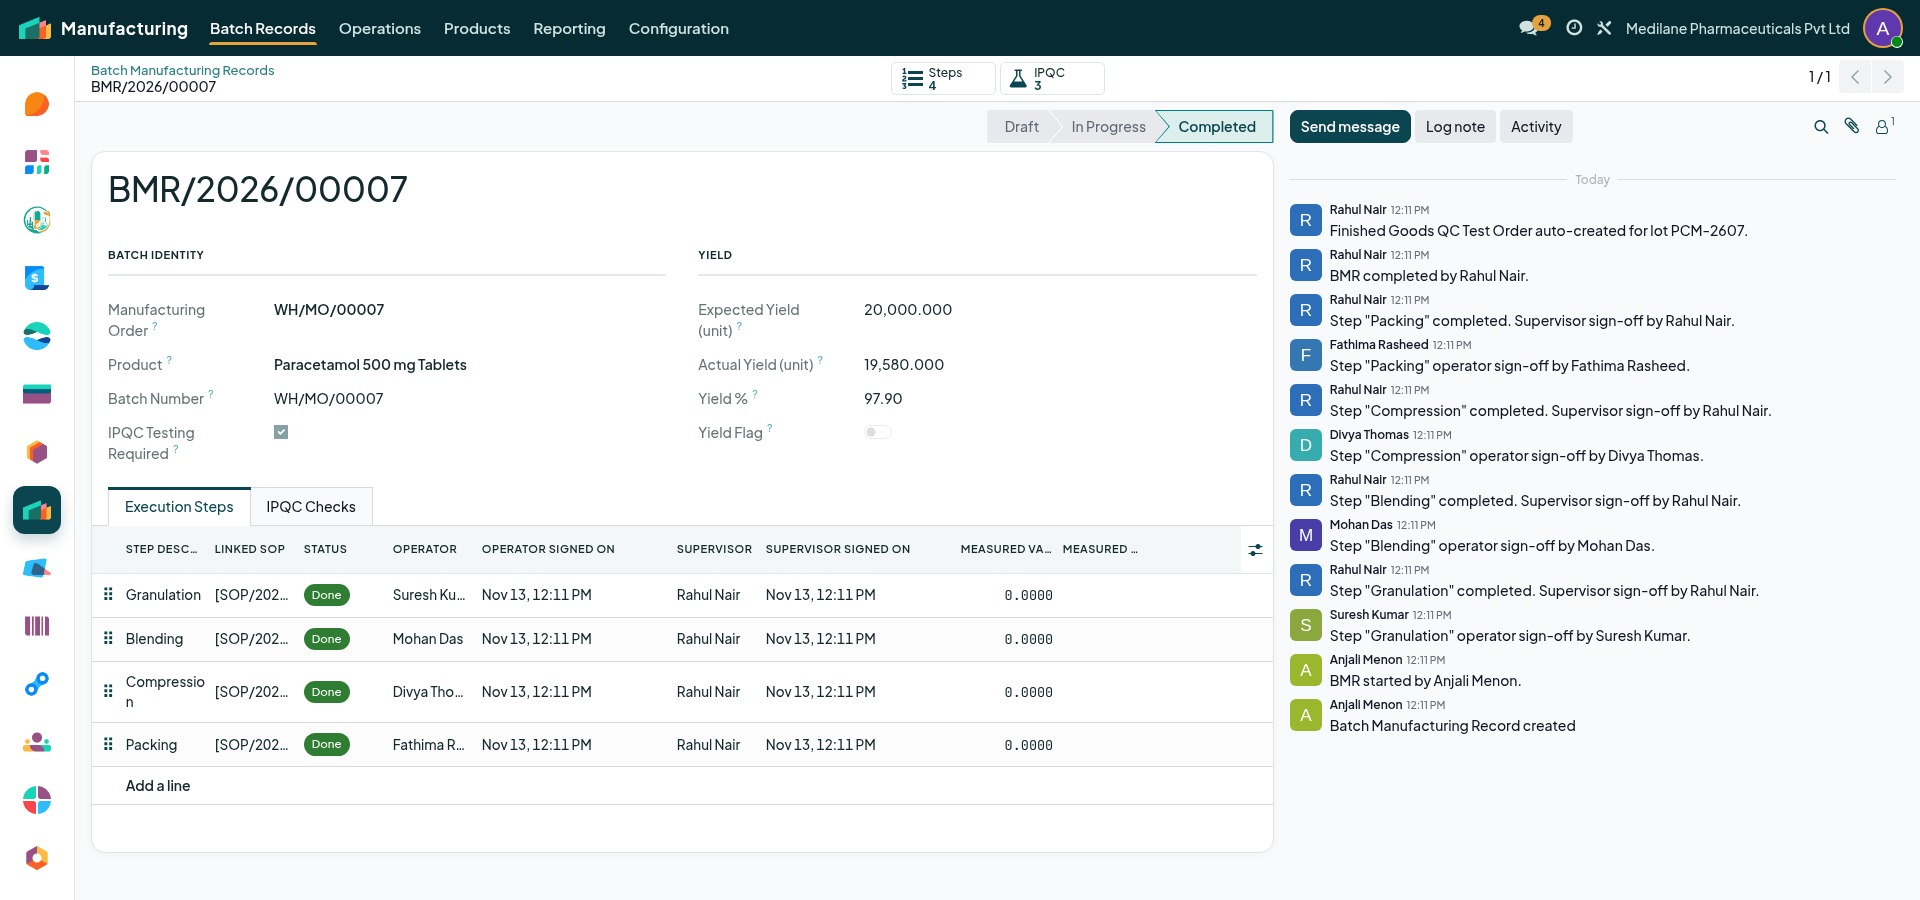 Manufacturing Batch Records Operations Products Reporting Configuration 4 Medilane Pharmaceuticals Pvt Ltd A
Batch Manufacturing Records
BMR/2026/00007
Steps
4
IPQC
3
1 / 1
Draft In Progress Completed
Send message Log note Activity 1
BMR/2026/00007
BATCH IDENTITY
Manufacturing Order ? WH/MO/00007
Product ? Paracetamol 500 mg Tablets
Batch Number ? WH/MO/00007
IPQC Testing Required ?
YIELD
Expected Yield (unit) ? 20,000.000
Actual Yield (unit) ? 19,580.000
Yield % ? 97.90
Yield Flag ?
Execution Steps IPQC Checks
STEP DESC... LINKED SOP STATUS OPERATOR OPERATOR SIGNED ON SUPERVISOR SUPERVISOR SIGNED ON MEASURED VA... MEASURED ...
Granulation [SOP/202... Done Suresh Ku... Nov 13, 12:11 PM Rahul Nair Nov 13, 12:11 PM 0.0000
Blending [SOP/202... Done Mohan Das Nov 13, 12:11 PM Rahul Nair Nov 13, 12:11 PM 0.0000
Compression [SOP/202... Done Divya Tho... Nov 13, 12:11 PM Rahul Nair Nov 13, 12:11 PM 0.0000
Packing [SOP/202... Done Fathima R... Nov 13, 12:11 PM Rahul Nair Nov 13, 12:11 PM 0.0000
Add a line
Today
R Rahul Nair 12:11 PM
Finished Goods QC Test Order auto-created for lot PCM-2607.
R Rahul Nair 12:11 PM
BMR completed by Rahul Nair.
R Rahul Nair 12:11 PM
Step "Packing" completed. Supervisor sign-off by Rahul Nair.
F Fathima Rasheed 12:11 PM
Step "Packing" operator sign-off by Fathima Rasheed.
R Rahul Nair 12:11 PM
Step "Compression" completed. Supervisor sign-off by Rahul Nair.
D Divya Thomas 12:11 PM
Step "Compression" operator sign-off by Divya Thomas.
R Rahul Nair 12:11 PM
Step "Blending" completed. Supervisor sign-off by Rahul Nair.
M Mohan Das 12:11 PM
Step "Blending" operator sign-off by Mohan Das.
R Rahul Nair 12:11 PM
Step "Granulation" completed. Supervisor sign-off by Rahul Nair.
S Suresh Kumar 12:11 PM
Step "Granulation" operator sign-off by Suresh Kumar.
A Anjali Menon 12:11 PM
BMR started by Anjali Menon.
A Anjali Menon 12:11 PM
Batch Manufacturing Record created